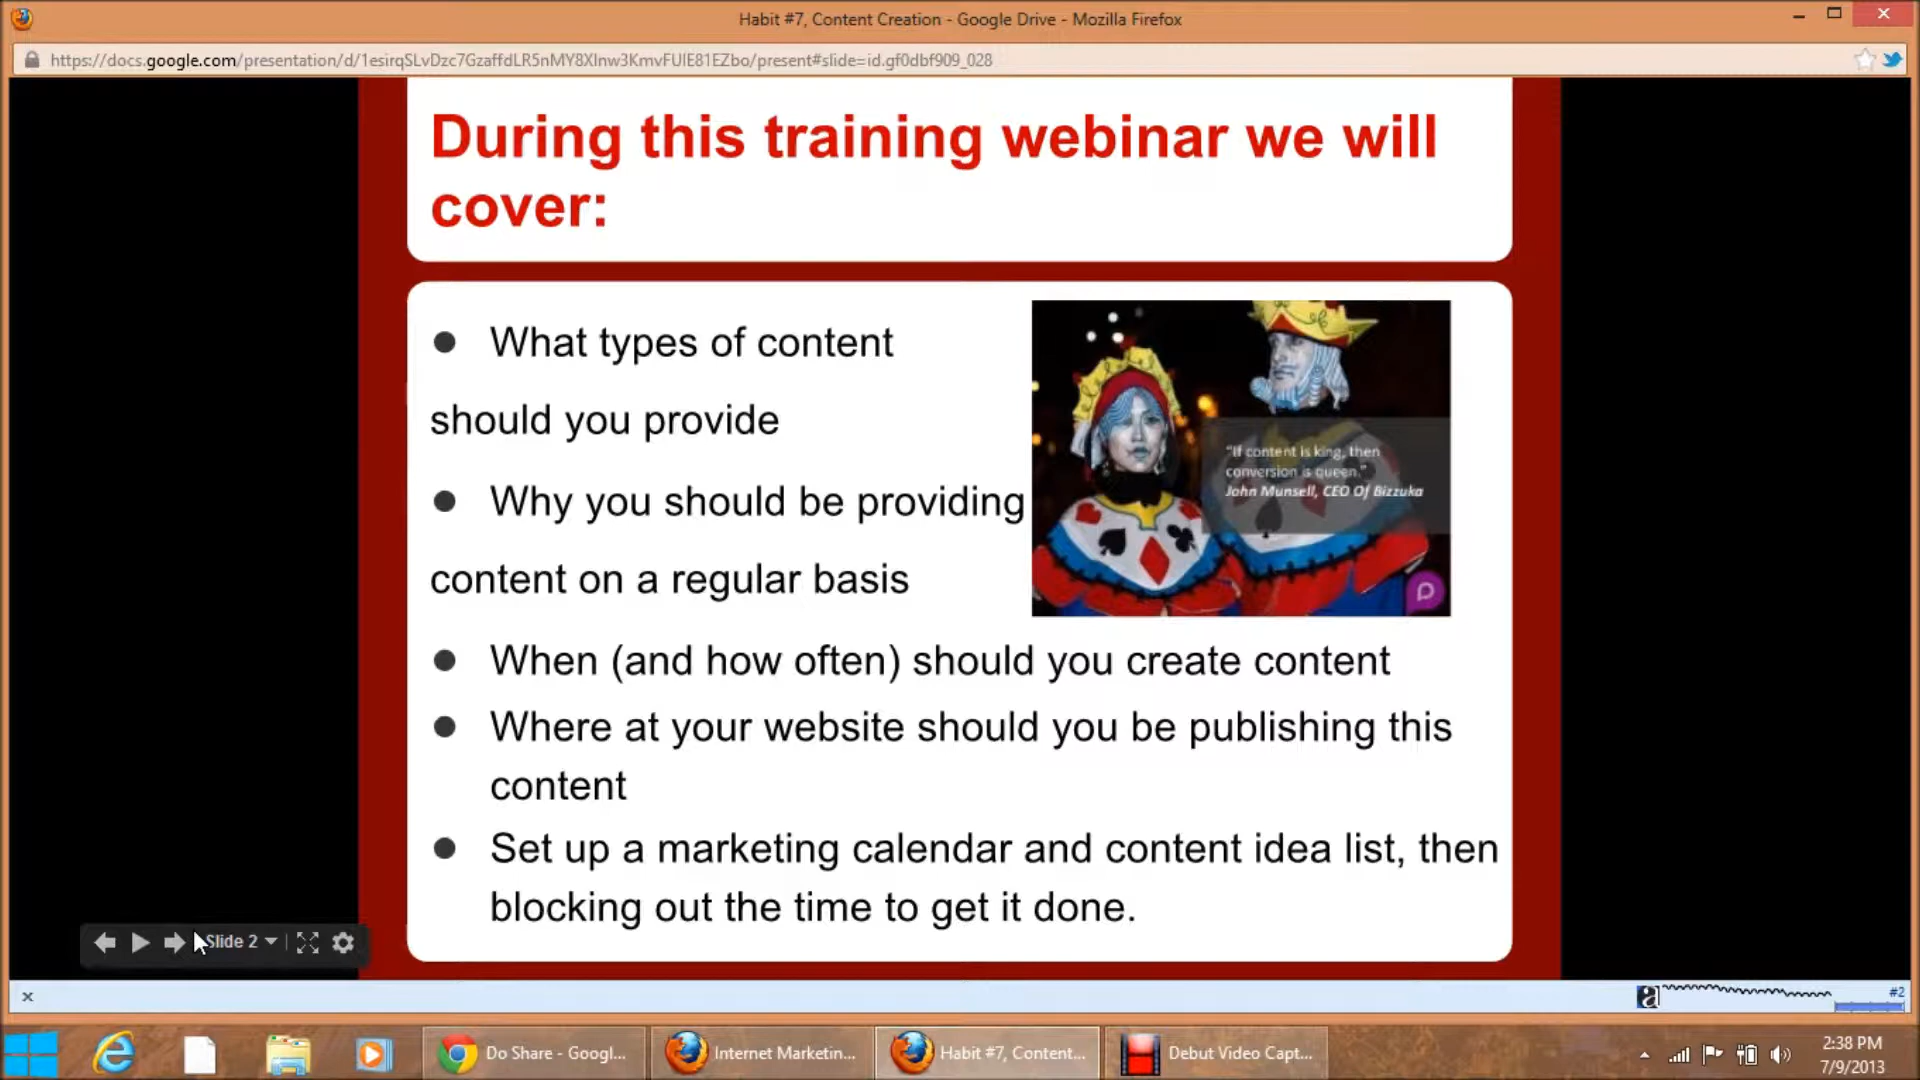 Habit #7, Content Creation - Google Drive - Mozilla Firefox
https://docs.google.com/presentation/d/1esirqSLvDzc7GzaffdLR5nMY8XInw3KmvFUIE81EZbo/present#slide=id.gf0dbf909_028
During this training webinar we will
cover:
● What types of content
should you provide
● Why you should be providing
content on a regular basis
"If content is king, then
conversion is queen."
John Munsell, CEO Of Bizzuka
● When (and how often) should you create content
● Where at your website should you be publishing this
content
● Set up a marketing calendar and content idea list, then
blocking out the time to get it done.
Slide 2
a
#2
Do Share - Googl...
Internet Marketin...
Habit #7, Content...
Debut Video Capt...
2:38 PM
7/9/2013